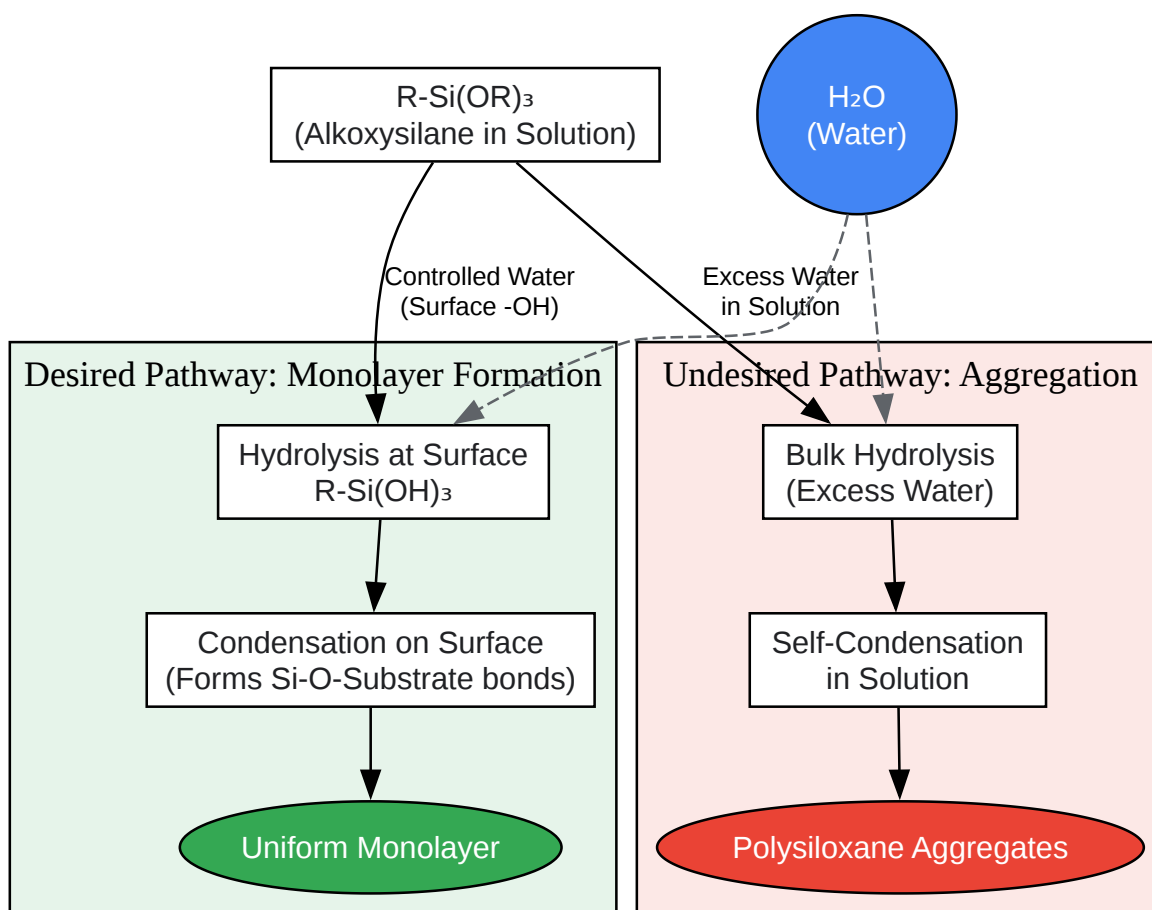 R-Si(OR)₃
(Alkoxysilane in Solution)
H₂O
(Water)
Controlled Water
(Surface -OH)
Excess Water
in Solution
Desired Pathway: Monolayer Formation
Undesired Pathway: Aggregation
Hydrolysis at Surface
R-Si(OH)₃
Bulk Hydrolysis
(Excess Water)
Condensation on Surface
(Forms Si-O-Substrate bonds)
Self-Condensation
in Solution
Uniform Monolayer
Polysiloxane Aggregates